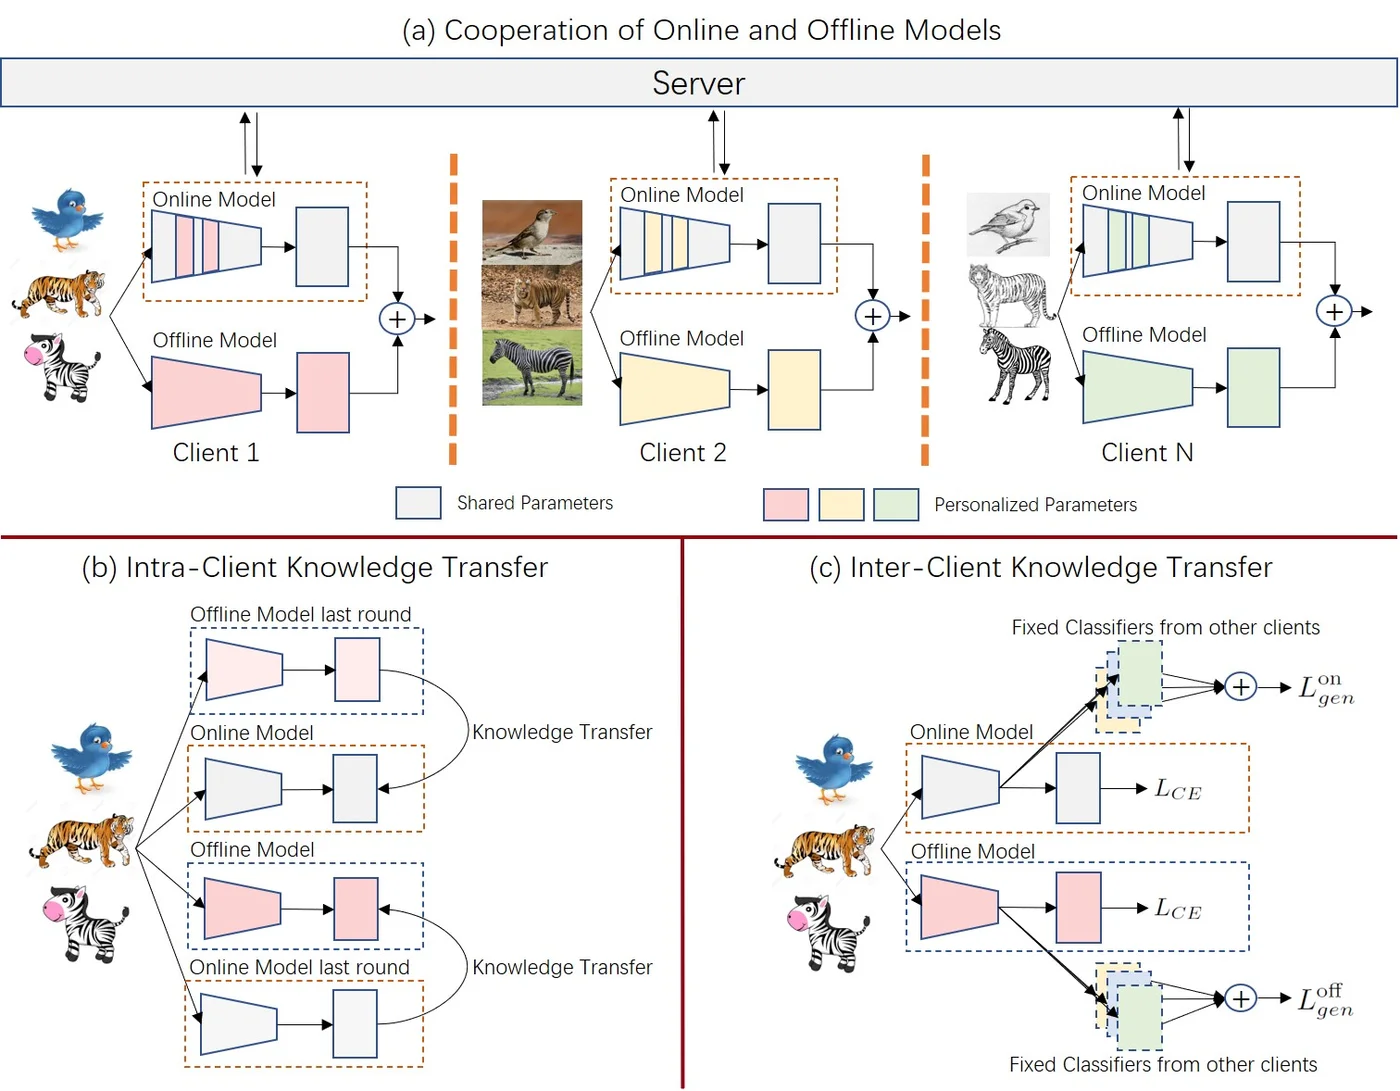 (a) Cooperation of Online and Offline Models
Server
Online Model
Offline Model
Client 1
Online Model
Offline Model
Client 2
Online Model
Offline Model
Client N
Shared Parameters
Personalized Parameters
(b) Intra-Client Knowledge Transfer
Offline Model last round
Online Model
Knowledge Transfer
Offline Model
Online Model last round
Knowledge Transfer
(c) Inter-Client Knowledge Transfer
Fixed Classifiers from other clients
L_{gen}^{on}
Online Model
L_{CE}
Offline Model
L_{CE}
L_{gen}^{off}
Fixed Classifiers from other clients